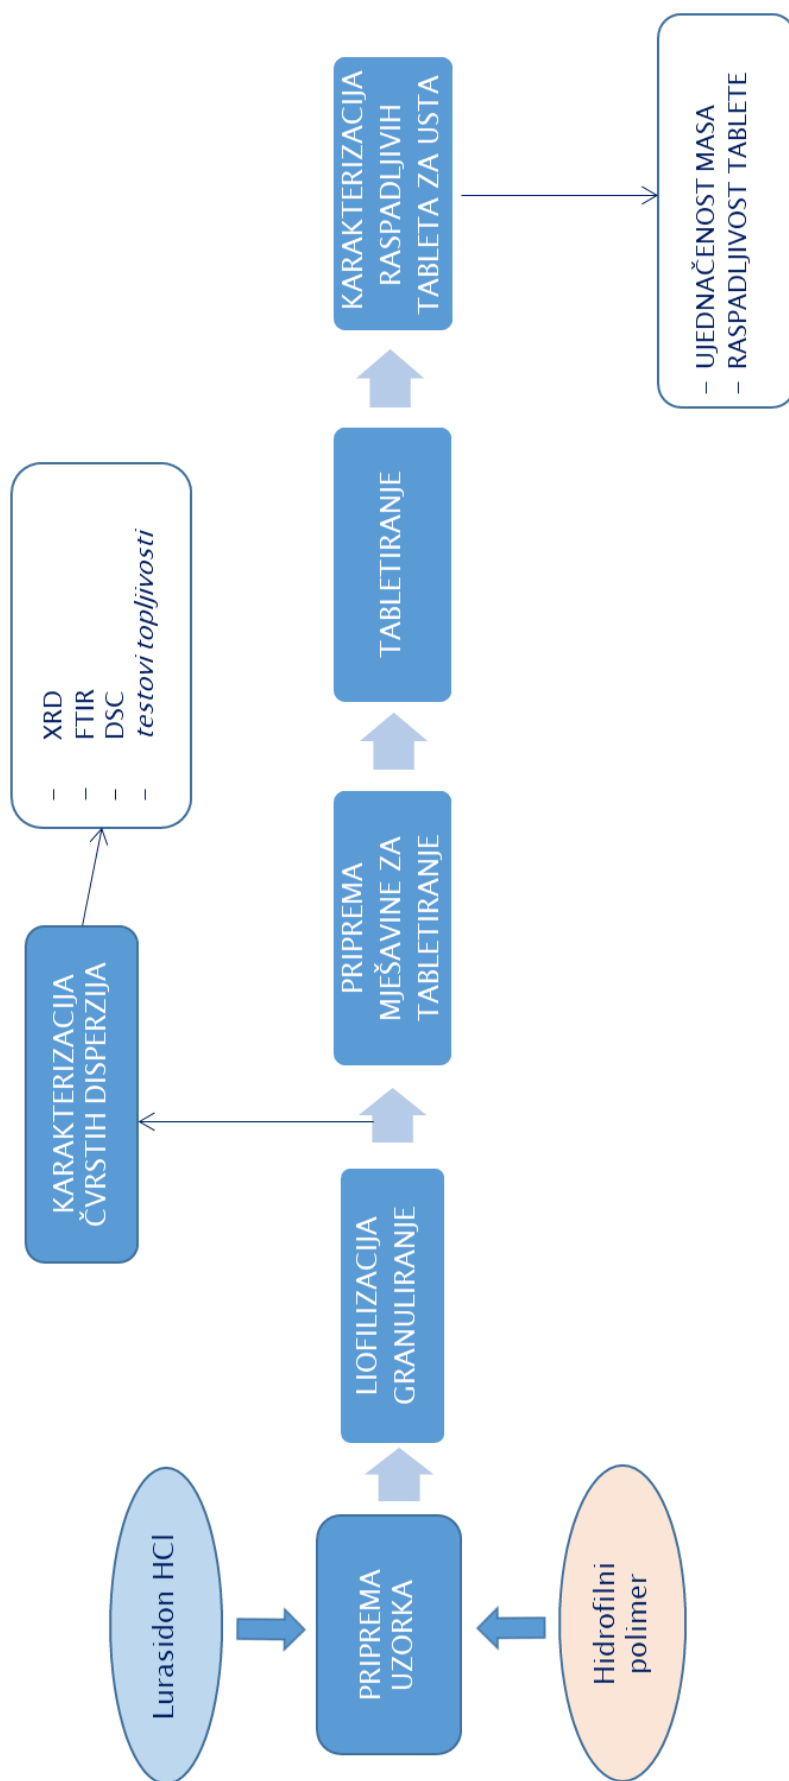 Lurasidon HCl
Hidrofilni
polimer
PRIPREMA
UZORKA
LIOFILIZACIJA
GRANULIRANJE
KARAKTERIZACIJA
ČVRSTIH DISPERZIJA
– XRD
– FTIR
– DSC
– testovi topljivosti
PRIPREMA
MJEŠAVINE ZA
TABLETIRANJE
TABLETIRANJE
KARAKTERIZACIJA
RASPADLJIVIH
TABLETA ZA USTA
– UJEDNAČENOST MASA
– RASPADLJIVOST TABLETE